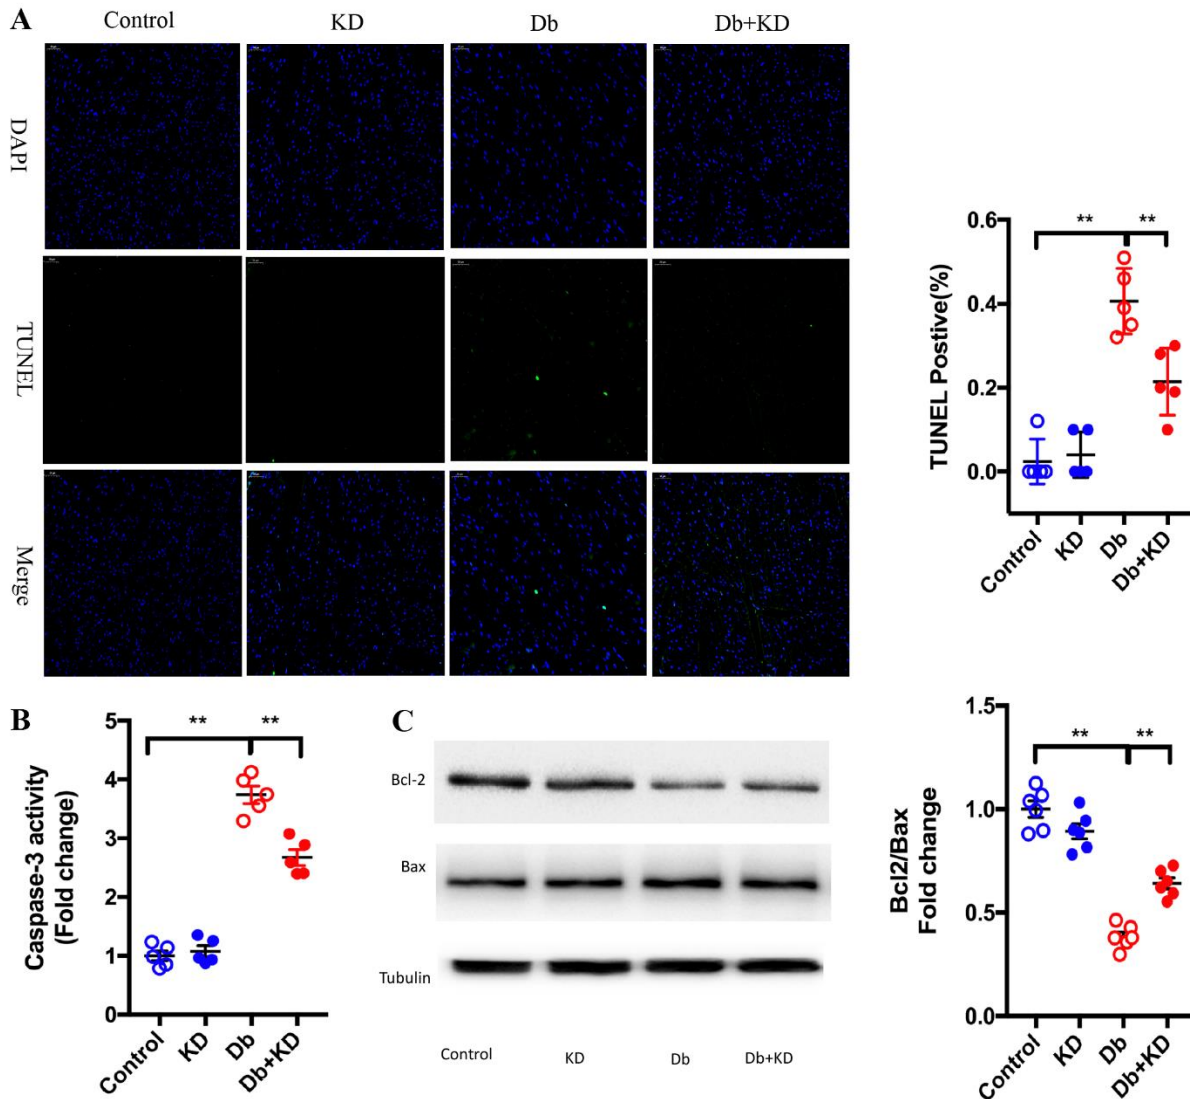 A
Control KD Db Db+KD
DAPI
TUNEL
Merge
TUNEL Postive(%)
0.6
0.4
0.2
0.0
** **
Control KD Db Db+KD
B
Caspase-3 activity
(Fold change)
5
4
3
2
1
0
** **
Control KD Db Db+KD
C
Bcl-2
Bax
Tubulin
Control KD Db Db+KD
Bcl2/Bax
Fold change
1.5
1.0
0.5
0.0
** **
Control KD Db Db+KD